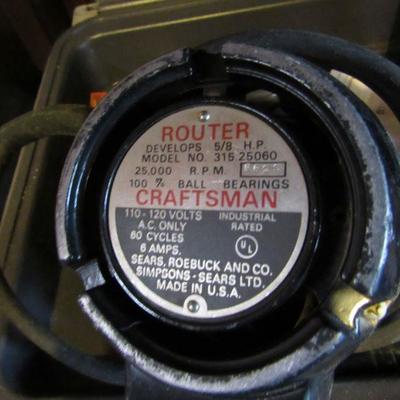 ROUTER
DEVELOPS 5/8 H.P.
MODEL NO. 315.25060
25,000 R.P.M.
100 % BALL BEARINGS
CRAFTSMAN
110-120 VOLTS
A.C. ONLY
60 CYCLES
6 AMPS.
INDUSTRIAL
RATED
UL
SEARS, ROEBUCK AND CO.
SIMPSONS-SEARS LTD.
MADE IN U.S.A.